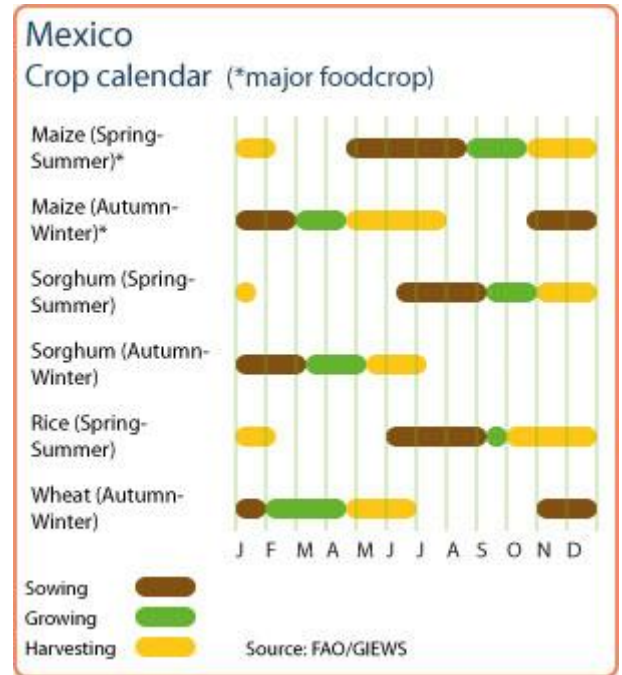 Mexico
Crop calendar (*major foodcrop)
Maize (Spring-
Summer)*
Maize (Autumn-
Winter)*
Sorghum (Spring-
Summer)
Sorghum (Autumn-
Winter)
Rice (Spring-
Summer)
Wheat (Autumn-
Winter)
J F M A M J J A S O N D
Sowing
Growing
Harvesting
Source: FAO/GIEWS